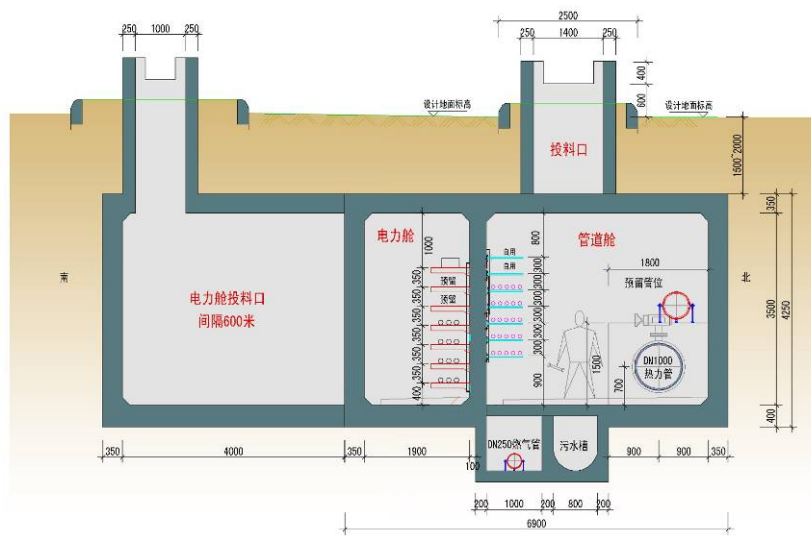 2500
250
1000
250
250
1400
250
400
600
设计地面标高
设计地面标高
投料口
1500~2000
350
电力舱
1000
管道舱
800
自用
自用
1800
南
北
预留
预留
预留管位
电力舱投料口
间隔600米
350
350
350
350
350
350
400
300
300
300
300
300
300
900
1500
700
DN1000
热力管
3500
4250
400
DN250燃气管
污水槽
350
4000
350
1900
100
900
900
350
200
1000
200
800
200
6900